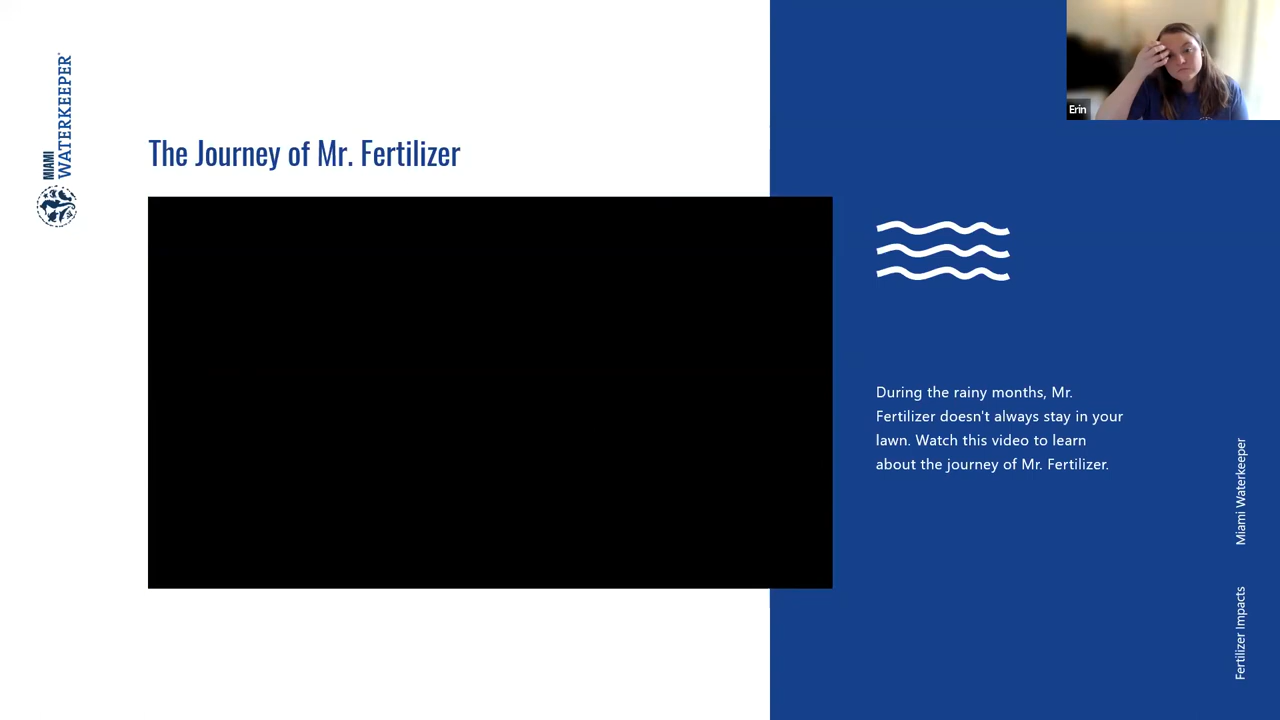 MIAMI
WATERKEEPER
The Journey of Mr. Fertilizer
Erin
During the rainy months, Mr.
Fertilizer doesn't always stay in your
lawn. Watch this video to learn
about the journey of Mr. Fertilizer.
Miami Waterkeeper
Fertilizer Impacts